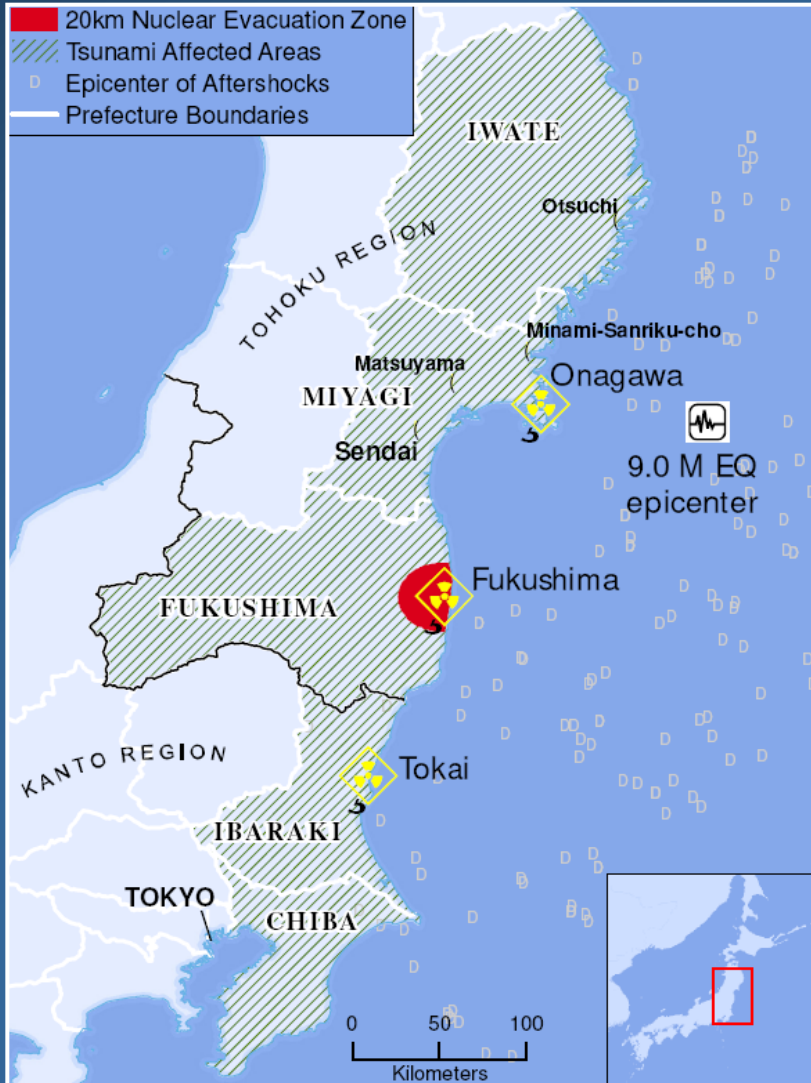 20km Nuclear Evacuation Zone
Tsunami Affected Areas
D Epicenter of Aftershocks
Prefecture Boundaries
IWATE
Otsuchi
TOHOKU REGION
Minami-Sanriku-cho
Matsuyama
Onagawa
MIYAGI
Sendai
9.0 M EQ
epicenter
Fukushima
FUKUSHIMA
KANTO REGION
Tokai
IBARAKI
TOKYO
CHIBA
0 50 100
Kilometers